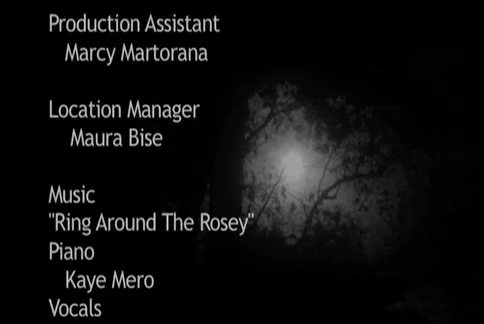 Production Assistant
Marcy Martorana
Location Manager
Maura Bise
Music
"Ring Around The Rosey"
Piano
Kaye Mero
Vocals